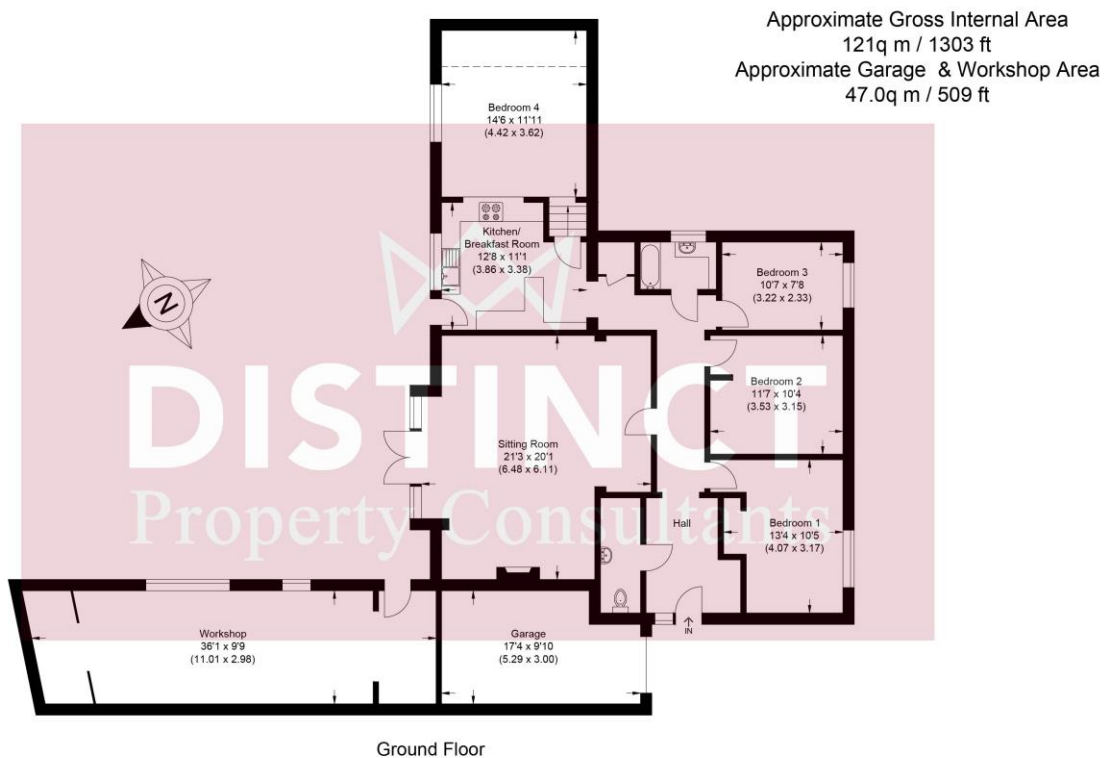 Approximate Gross Internal Area
121q m / 1303 ft
Approximate Garage & Workshop Area
47.0q m / 509 ft
Bedroom 4
14'6 x 11'11
(4.42 x 3.62)
Kitchen/
Breakfast Room
12'8 x 11'1
(3.86 x 3.38)
Bedroom 3
10'7 x 7'8
(3.22 x 2.33)
N
Bedroom 2
11'7 x 10'4
(3.53 x 3.15)
DISTINCT
Property Consultants
Sitting Room
21'3 x 20'1
(6.48 x 6.11)
Hall
Bedroom 1
13'4 x 10'5
(4.07 x 3.17)
IN
Workshop
36'1 x 9'9
(11.01 x 2.98)
Garage
17'4 x 9'10
(5.29 x 3.00)
Ground Floor